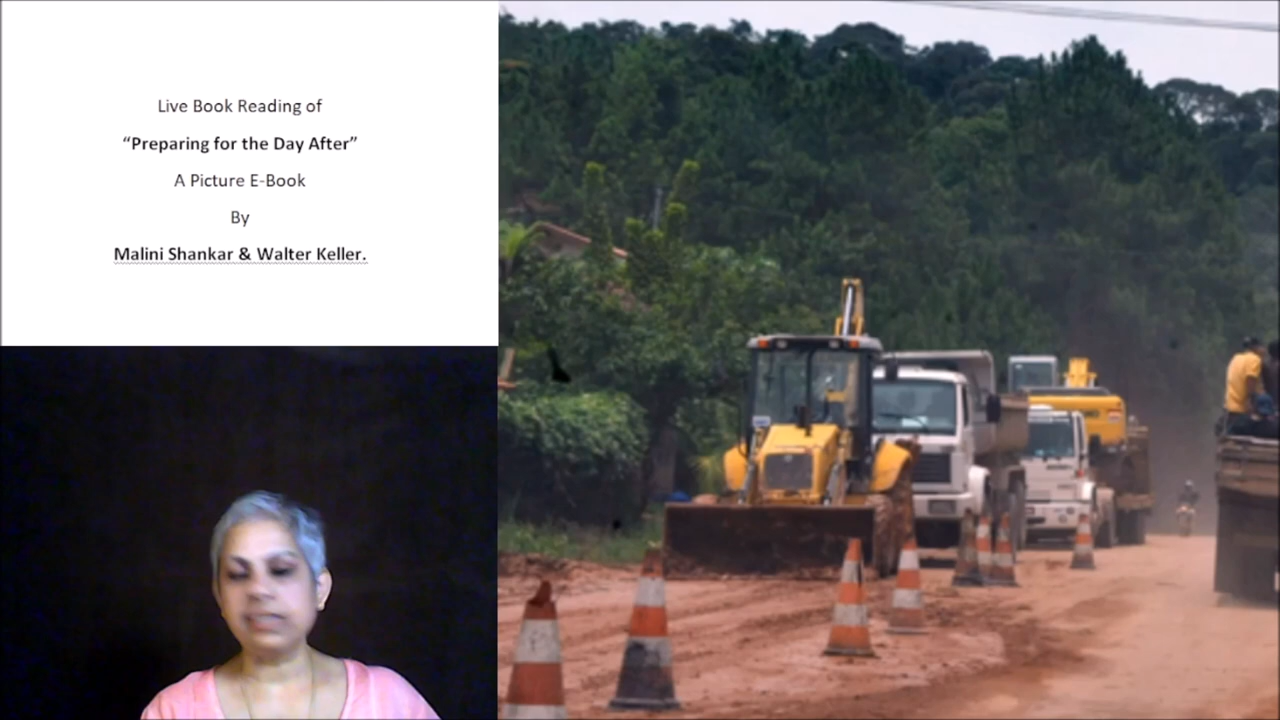 Live Book Reading of
“Preparing for the Day After”
A Picture E-Book
By
Malini Shankar & Walter Keller.